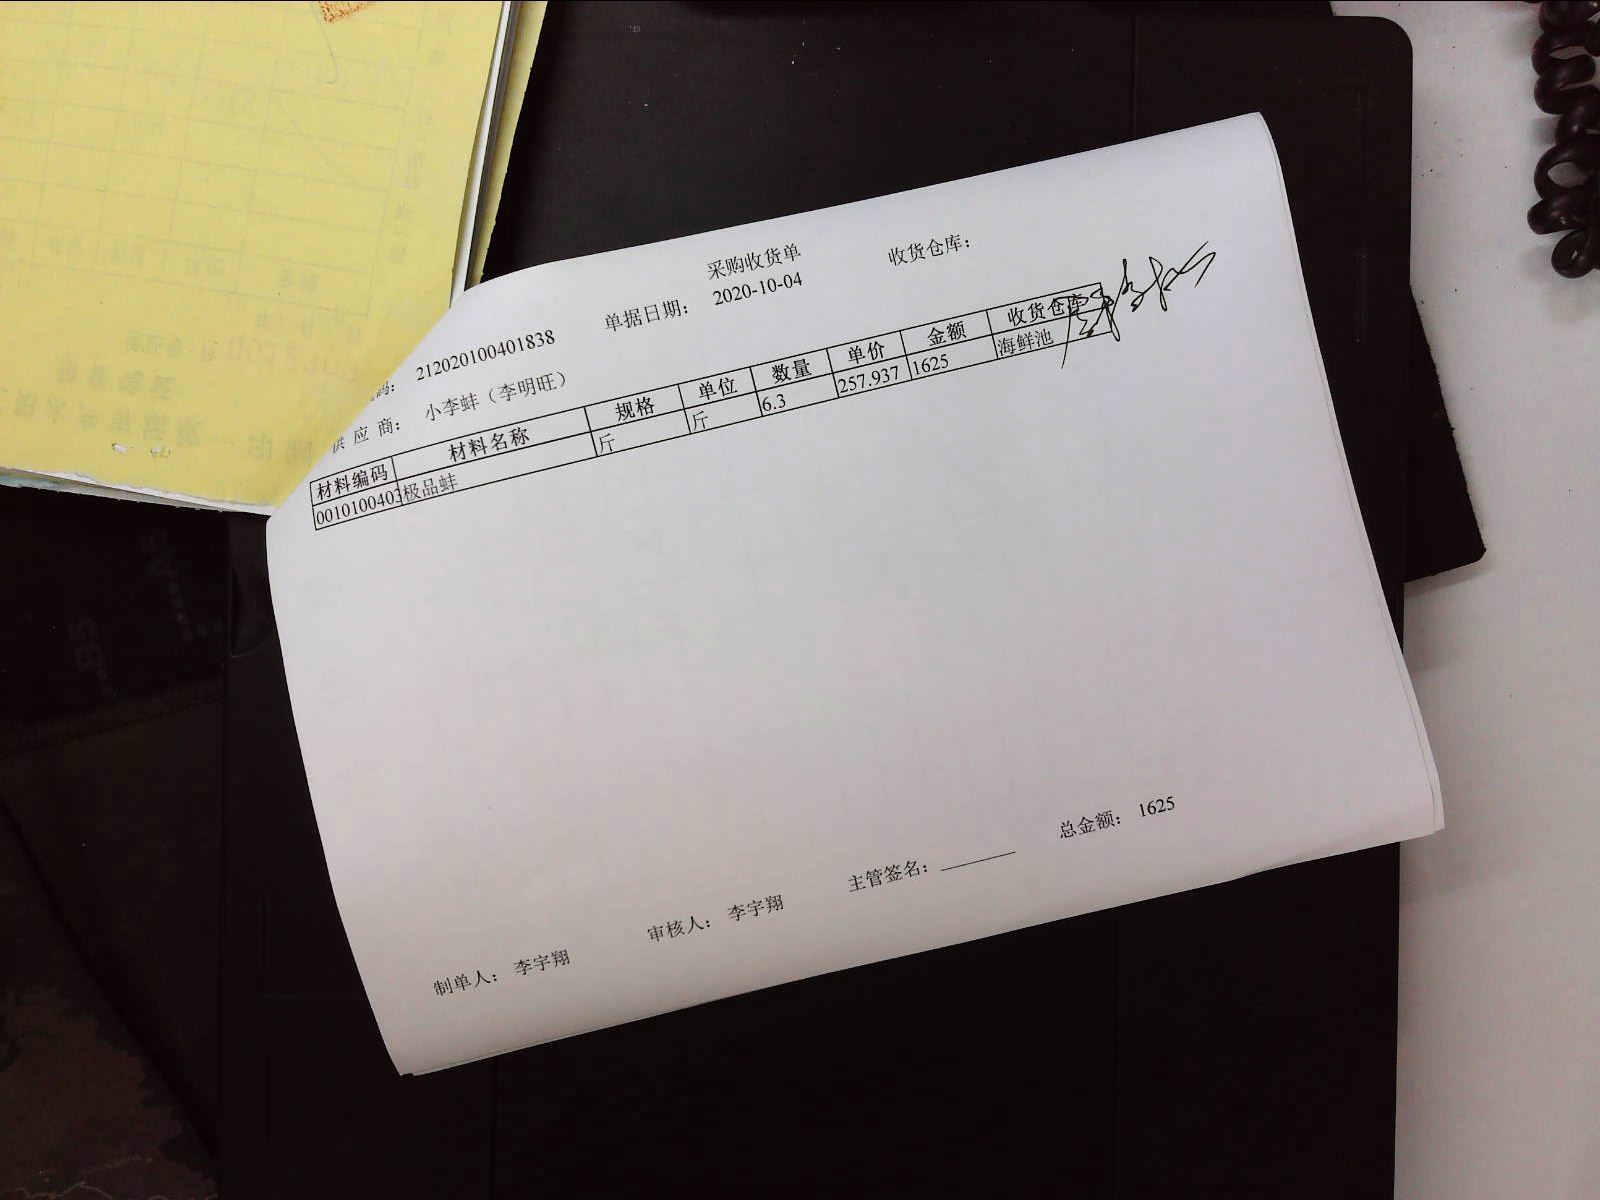 采购收货单
收货仓库：
码： 212020100401838 单据日期： 2020-10-04
供应商： 小李蚌（李明旺）
材料编码 材料名称 规格 单位 数量 单价 金额 收货仓库
0010100403 极品蚌 斤 斤 6.3 257.937 1625 海鲜池
制单人： 李宇翔 审核人： 李宇翔 主管签名： 总金额： 1625
B5